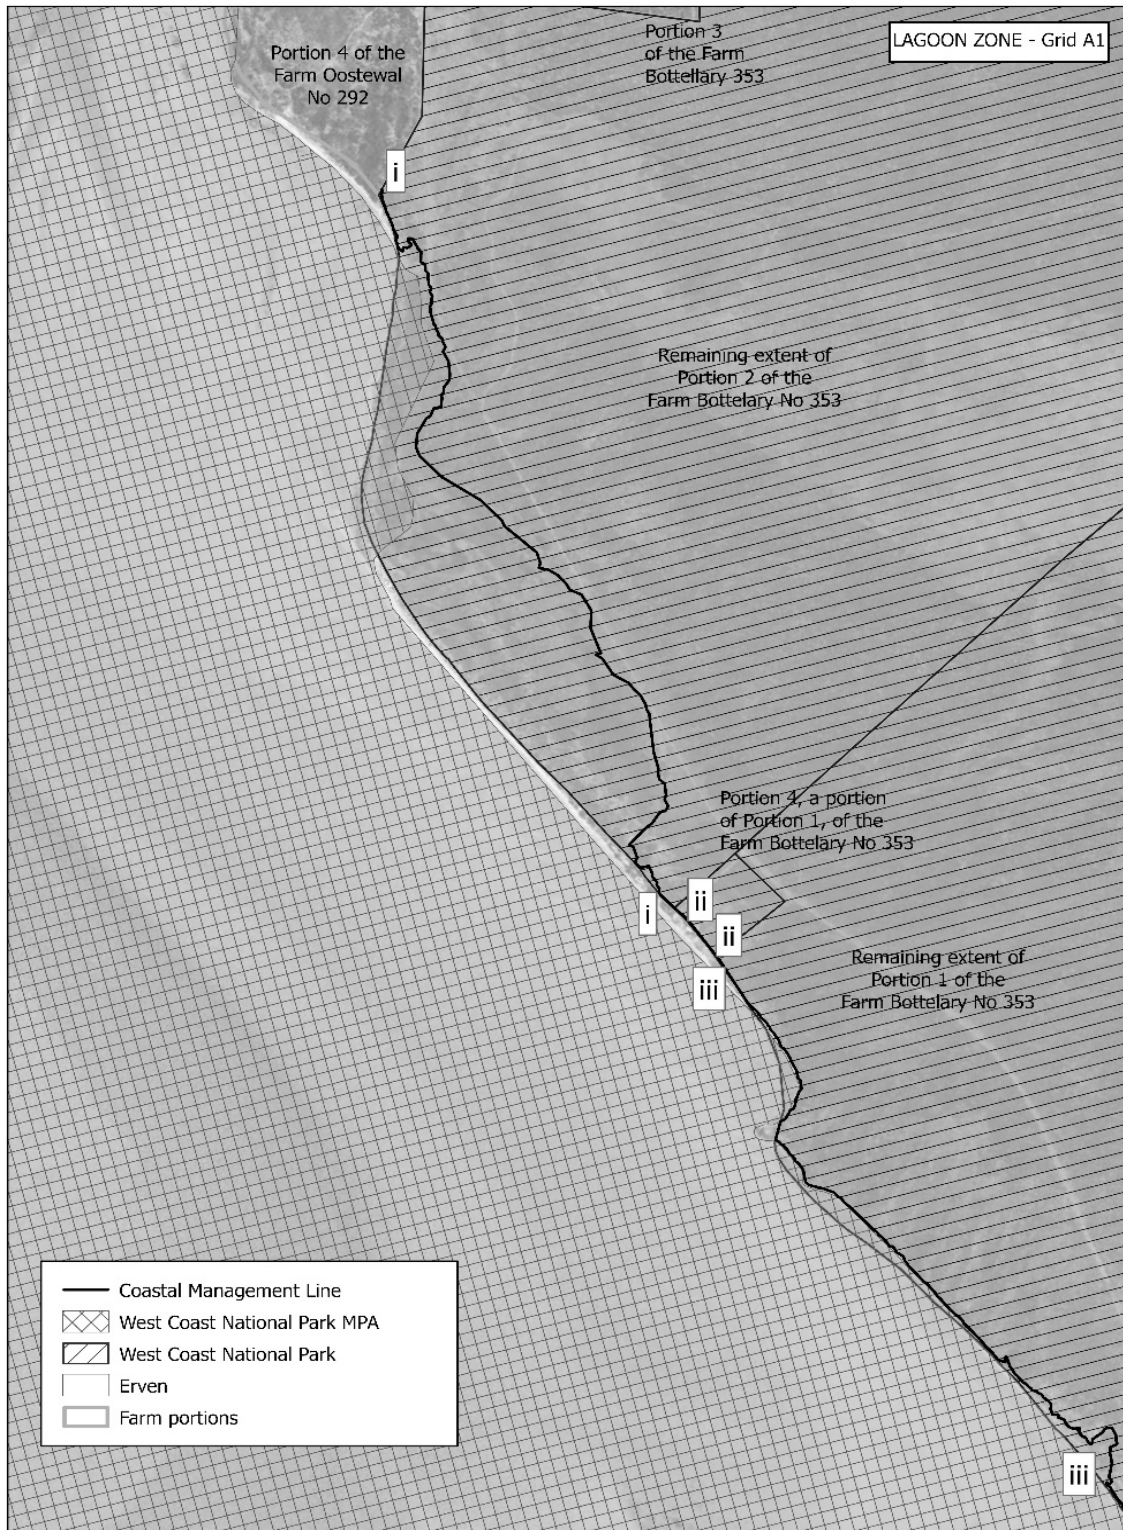 Portion 4 of the
Farm Oostewal
No 292
Portion 3
of the Farm
Bottellary 353
LAGOON ZONE - Grid A1
i
Remaining extent of
Portion 2 of the
Farm Bottelary No 353
Portion 4, a portion
of Portion 1, of the
Farm Bottelary No 353
ii
i
ii
Remaining extent of
Portion 1 of the
Farm Bottelary No 353
iii
Coastal Management Line
West Coast National Park MPA
West Coast National Park
Erven
Farm portions
iii